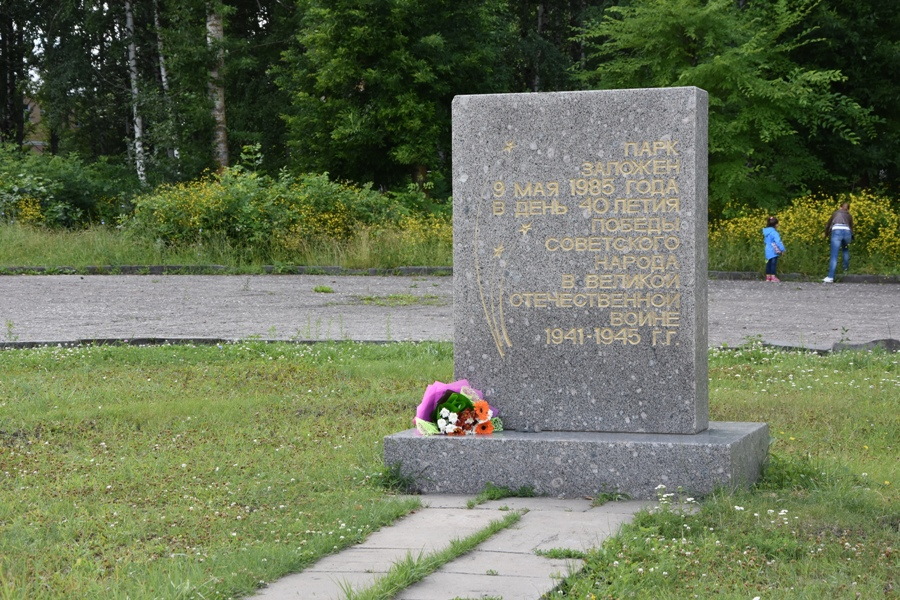 ПАРК
ЗАЛОЖЕН
9 МАЯ 1985 ГОДА
В ДЕНЬ 40-ЛЕТИЯ
ПОБЕДЫ
СОВЕТСКОГО
НАРОДА
В ВЕЛИКОЙ
ОТЕЧЕСТВЕННОЙ
ВОЙНЕ
1941-1945 Г.Г.